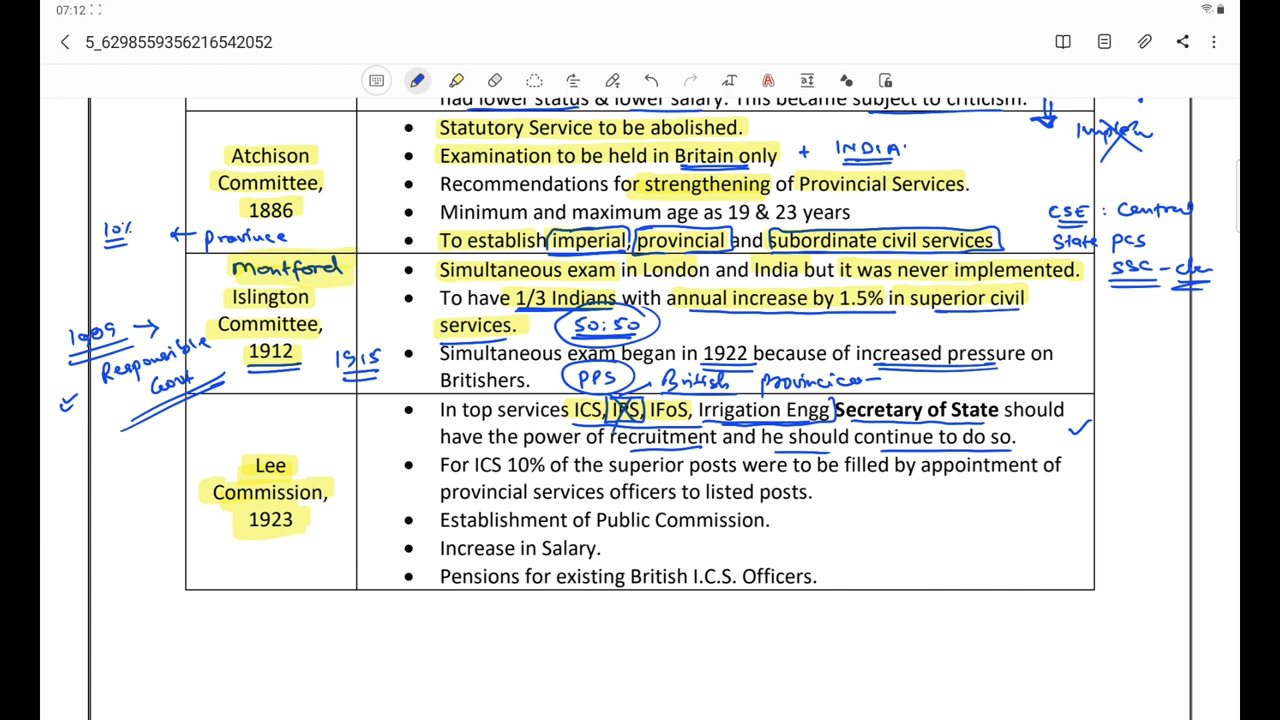 07:12
5_6298559356216542052
had lower status & lower salary. This became subject to criticism.
Atchison
Committee,
1886
Statutory Service to be abolished.
Examination to be held in Britain only + INDIA.
Recommendations for strengthening of Provincial Services.
Minimum and maximum age as 19 & 23 years
To establish imperial, provincial and subordinate civil services
CSE : Central
State PCS
SSC -
10% ← Province
Montford
Islington
Committee,
1912
1915
1909 →
Responsible
Govt
Simultaneous exam in London and India but it was never implemented.
To have 1/3 Indians with annual increase by 1.5% in superior civil
services. 50:50
Simultaneous exam began in 1922 because of increased pressure on
Britishers. PPS British provincial
Lee
Commission,
1923
In top services ICS, IPS, IFoS, Irrigation Engg Secretary of State should
have the power of recruitment and he should continue to do so.
For ICS 10% of the superior posts were to be filled by appointment of
provincial services officers to listed posts.
Establishment of Public Commission.
Increase in Salary.
Pensions for existing British I.C.S. Officers.